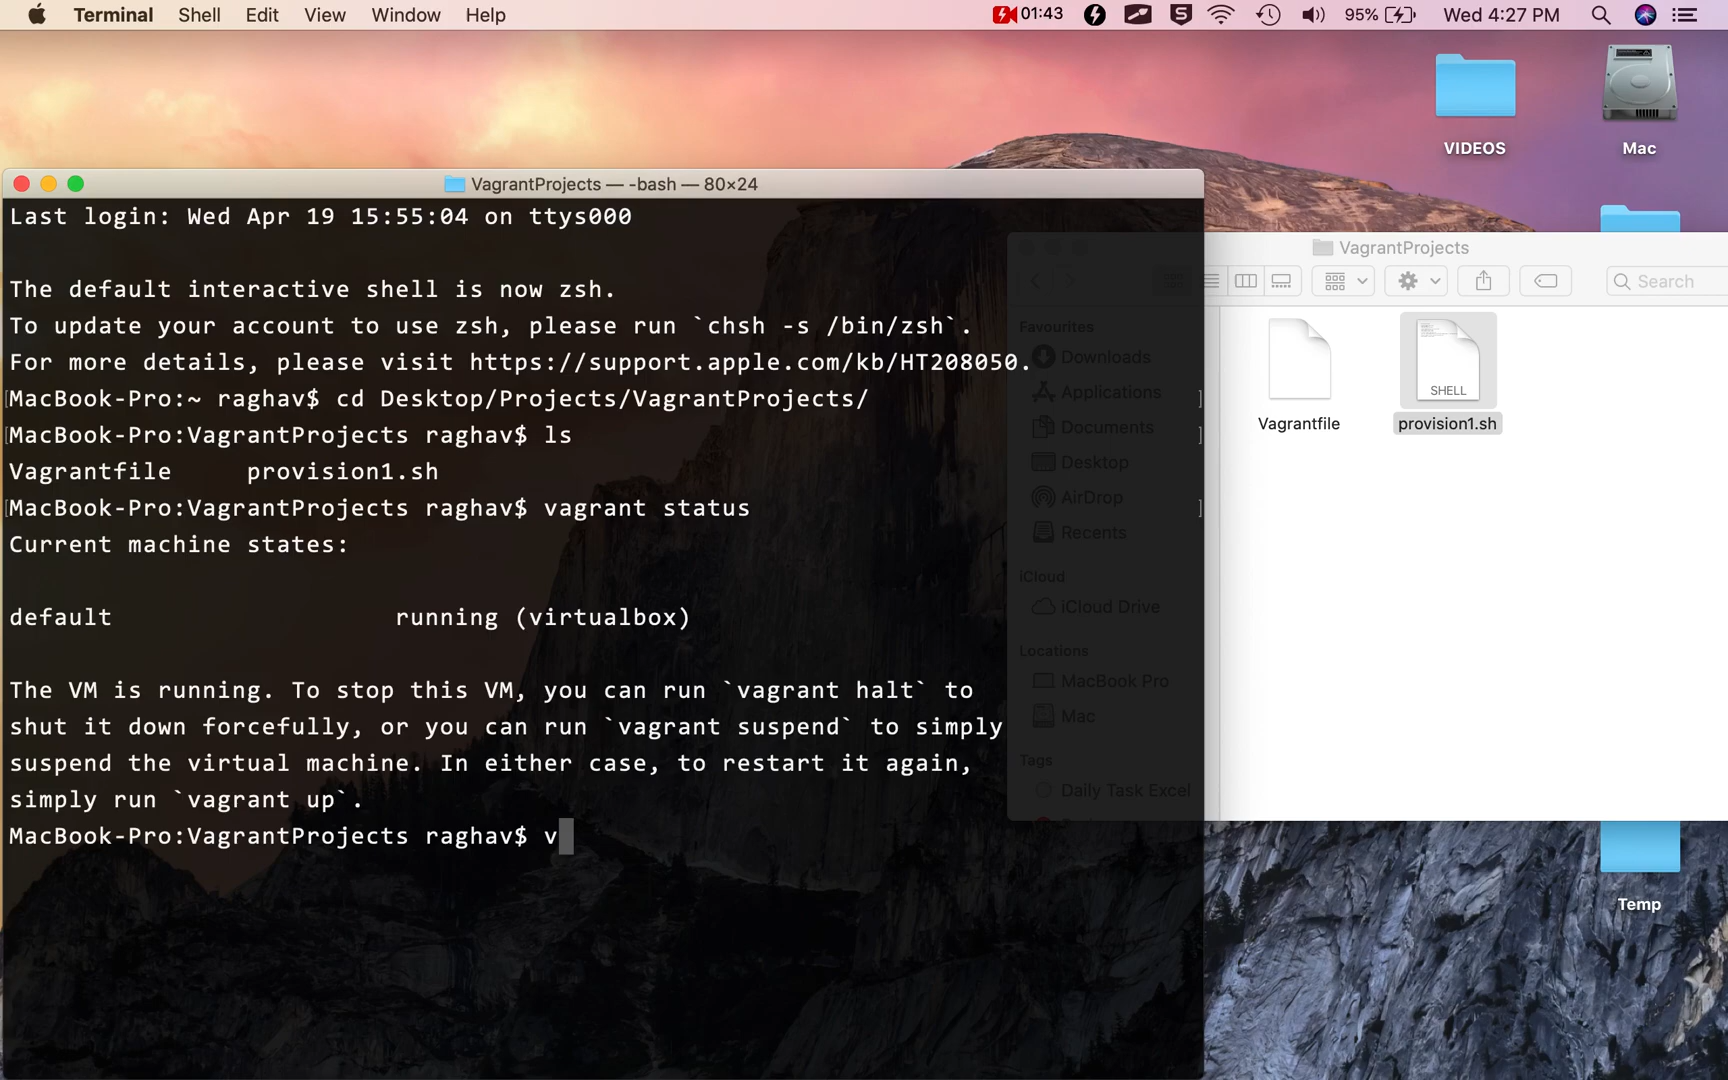 Terminal Shell Edit View Window Help 01:43 95% Wed 4:27 PM
VIDEOS
Mac
VagrantProjects — -bash — 80×24
Last login: Wed Apr 19 15:55:04 on ttys000
The default interactive shell is now zsh.
To update your account to use zsh, please run `chsh -s /bin/zsh`.
For more details, please visit https://support.apple.com/kb/HT208050.
[MacBook-Pro:~ raghav$ cd Desktop/Projects/VagrantProjects/ ]
[MacBook-Pro:VagrantProjects raghav$ ls ]
Vagrantfile provision1.sh
[MacBook-Pro:VagrantProjects raghav$ vagrant status ]
Current machine states:
default running (virtualbox)
The VM is running. To stop this VM, you can run `vagrant halt` to
shut it down forcefully, or you can run `vagrant suspend` to simply
suspend the virtual machine. In either case, to restart it again,
simply run `vagrant up`.
MacBook-Pro:VagrantProjects raghav$ v
VagrantProjects
Search
Favourites
Downloads
Applications
Documents
Desktop
AirDrop
Recents
iCloud
iCloud Drive
Locations
MacBook Pro
Mac
Tags
Daily Task Excel
SHELL
Vagrantfile
provision1.sh
Temp